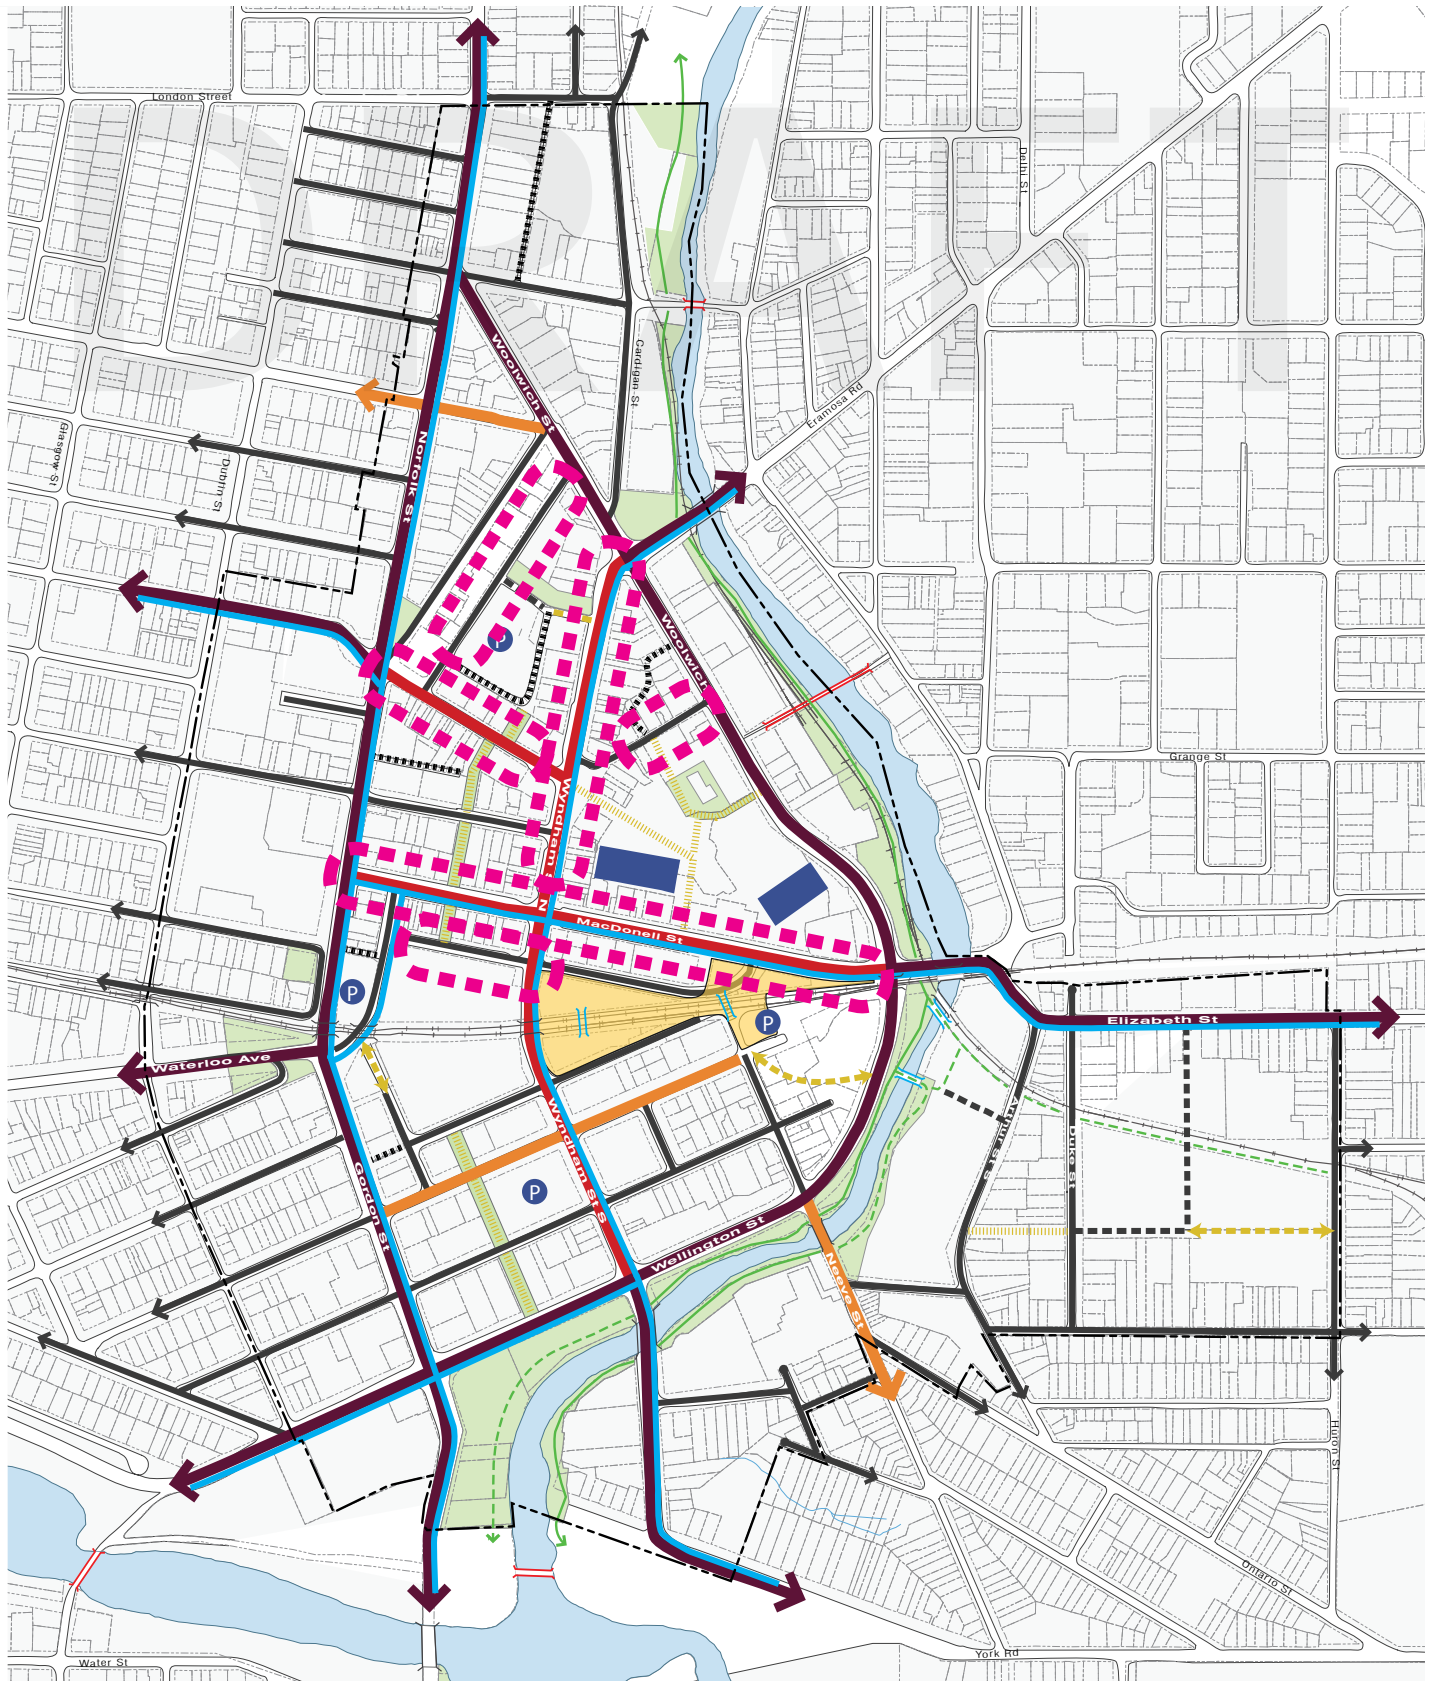 London Street
DRAFT
Delhi St
Woolwich St
Cardigan St
Eramosa Rd
Norfolk St
Glasgow St
Dublin St
P
Woolwich
Grange St
Wyndham
N
MacDonell St
P
P
Elizabeth St
Waterloo Ave
Arthur St S
Duke St
Wyndham St S
Gordon St
P
Wellington St
Neeve St
Huron St
Ontario St
York Rd
Water St